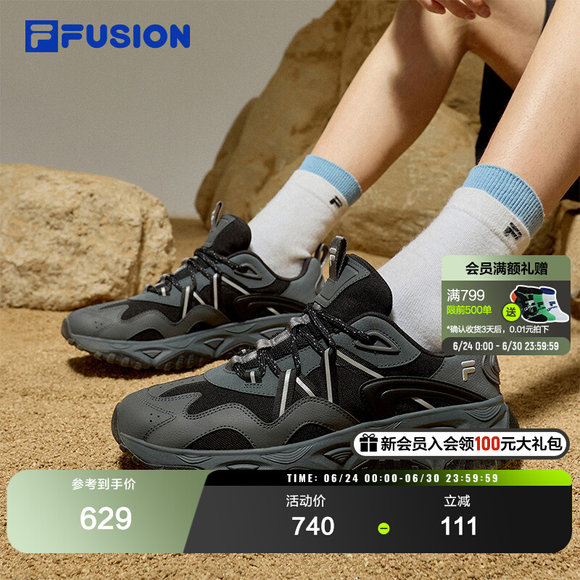 FUSION
会员满额礼赠
满799
限前500单
送
*确认收货3天后,0.01元拍下
6/24 0:00 - 6/30 23:59:59
新会员入会领100元大礼包
TIME: 06/24 00:00-06/30 23:59:59
参考到手价
629
活动价
740
-
立减
111
F
F